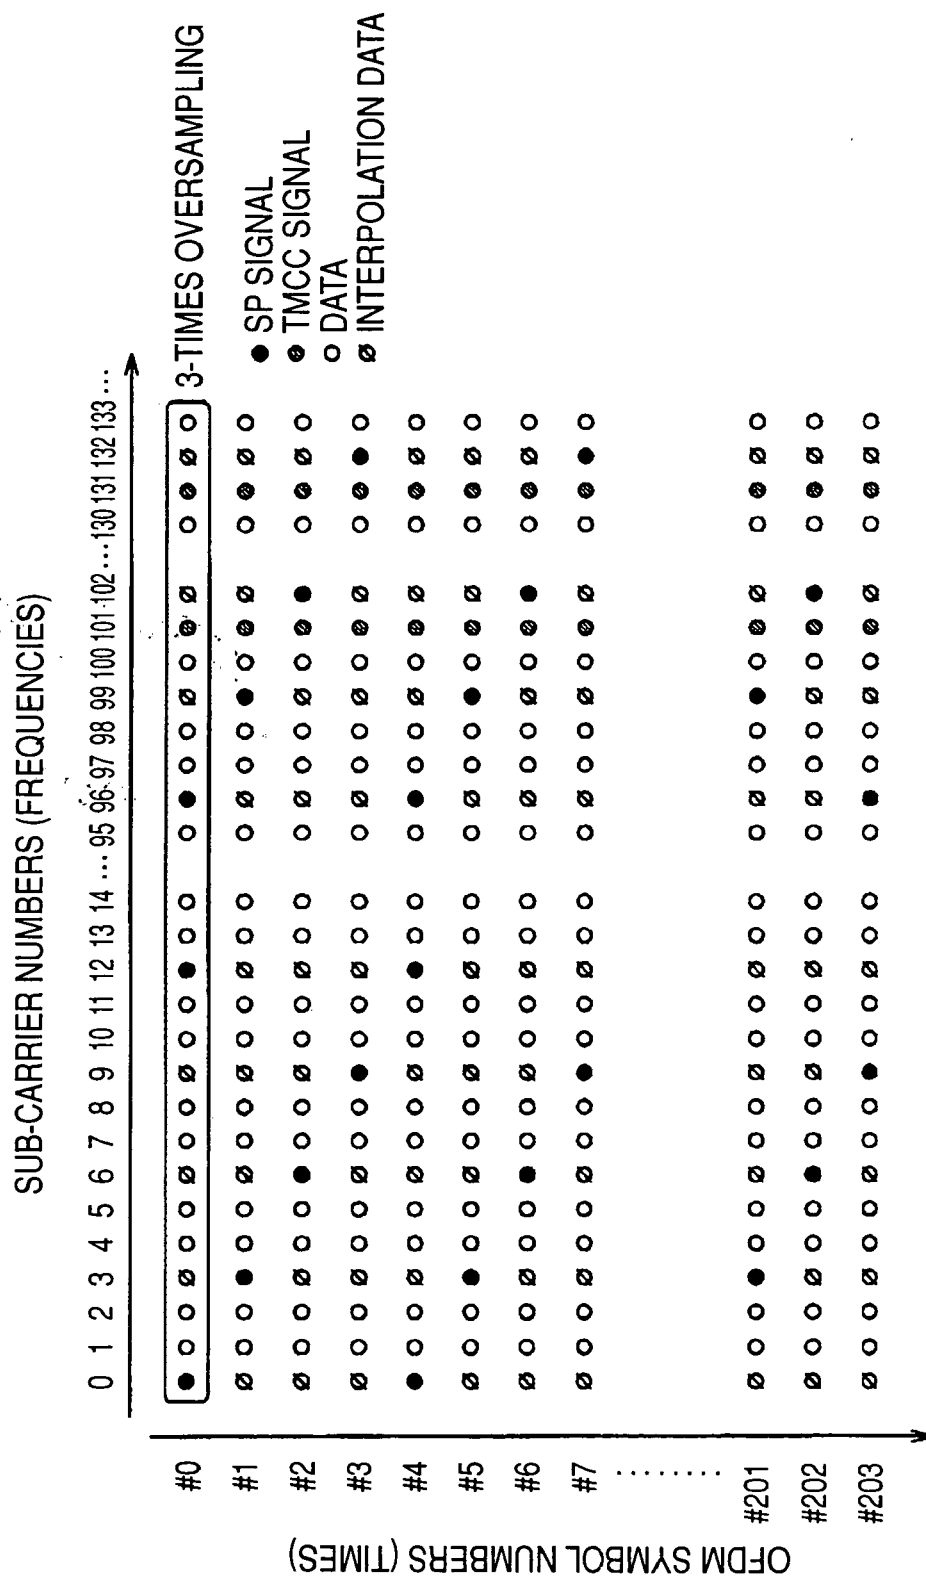 SUB-CARRIER NUMBERS (FREQUENCIES)
0 1 2 3 4 5 6 7 8 9 10 11 12 13 14 ... 95 96 97 98 99 100 101 102 ... 130 131 132 133 ...
3-TIMES OVERSAMPLING
SP SIGNAL
TMCC SIGNAL
DATA
INTERPOLATION DATA
OFDM SYMBOL NUMBERS (TIMES)
#0
#1
#2
#3
#4
#5
#6
#7
........
#201
#202
#203